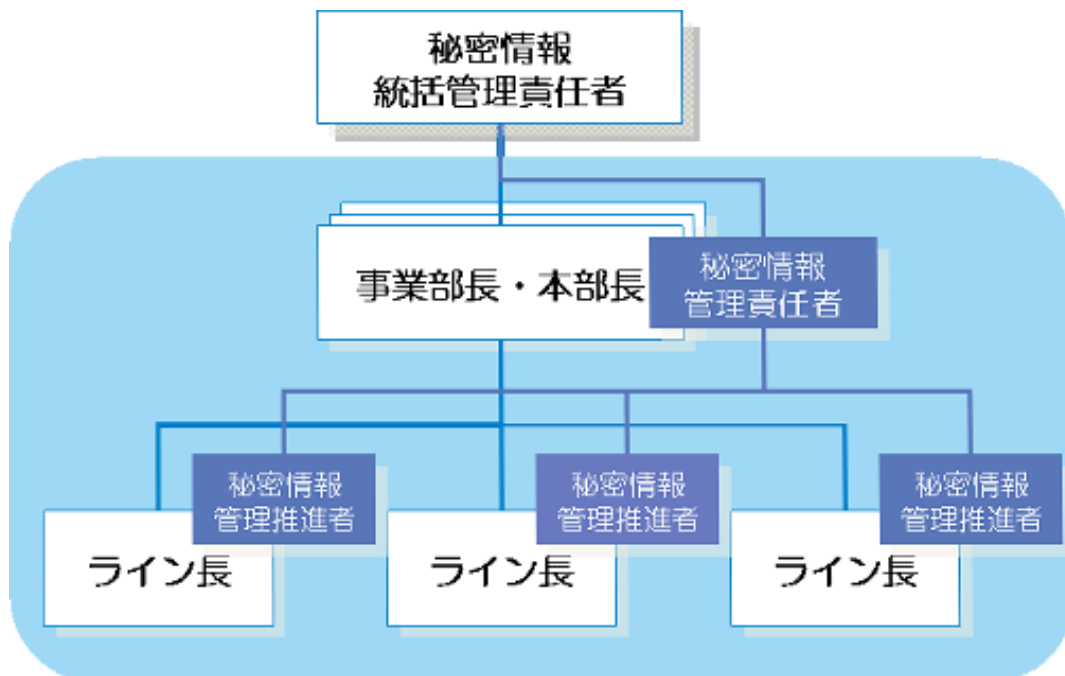 秘密情報
統括管理責任者
事業部長・本部長
秘密情報
管理責任者
秘密情報
管理推進者
ライン長
秘密情報
管理推進者
ライン長
秘密情報
管理推進者
ライン長